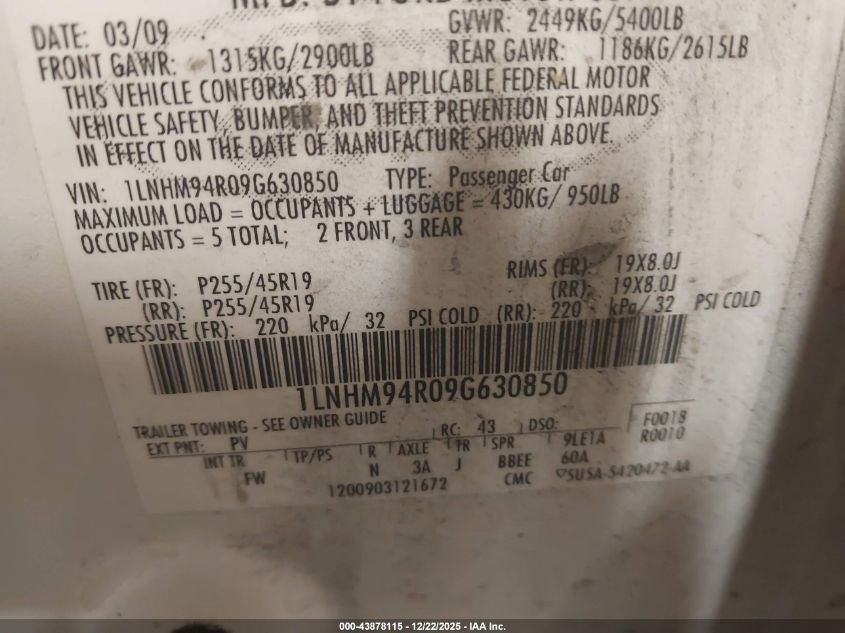 MFD. BY FORD MOTOR CO.
DATE: 03/09
GVWR: 2449KG/5400LB
FRONT GAWR: 1315KG/2900LB
REAR GAWR: 1186KG/2615LB
THIS VEHICLE CONFORMS TO ALL APPLICABLE FEDERAL MOTOR
VEHICLE SAFETY, BUMPER, AND THEFT PREVENTION STANDARDS
IN EFFECT ON THE DATE OF MANUFACTURE SHOWN ABOVE.
VIN: 1LNHM94R09G630850 TYPE: Passenger Car
MAXIMUM LOAD = OCCUPANTS + LUGGAGE = 430KG/ 950LB
OCCUPANTS = 5 TOTAL; 2 FRONT, 3 REAR
TIRE (FR): P255/45R19 RIMS (FR): 19X8.0J
(RR): P255/45R19 (RR): 19X8.0J
PRESSURE (FR): 220 kPa/ 32 PSI COLD (RR): 220 kPa/ 32 PSI COLD
1LNHM94R09G630850
TRAILER TOWING - SEE OWNER GUIDE
EXT PNT: PV RC: 43 DSO: F0018
R0010
INT TR TP/PS R AXLE TR SPR 9LE1A
FW N 3A J BBEE 60A
1200903121672 CMC ♡SU5A-5420472-AA
000-43878115 - 12/22/2025 - IAA Inc.